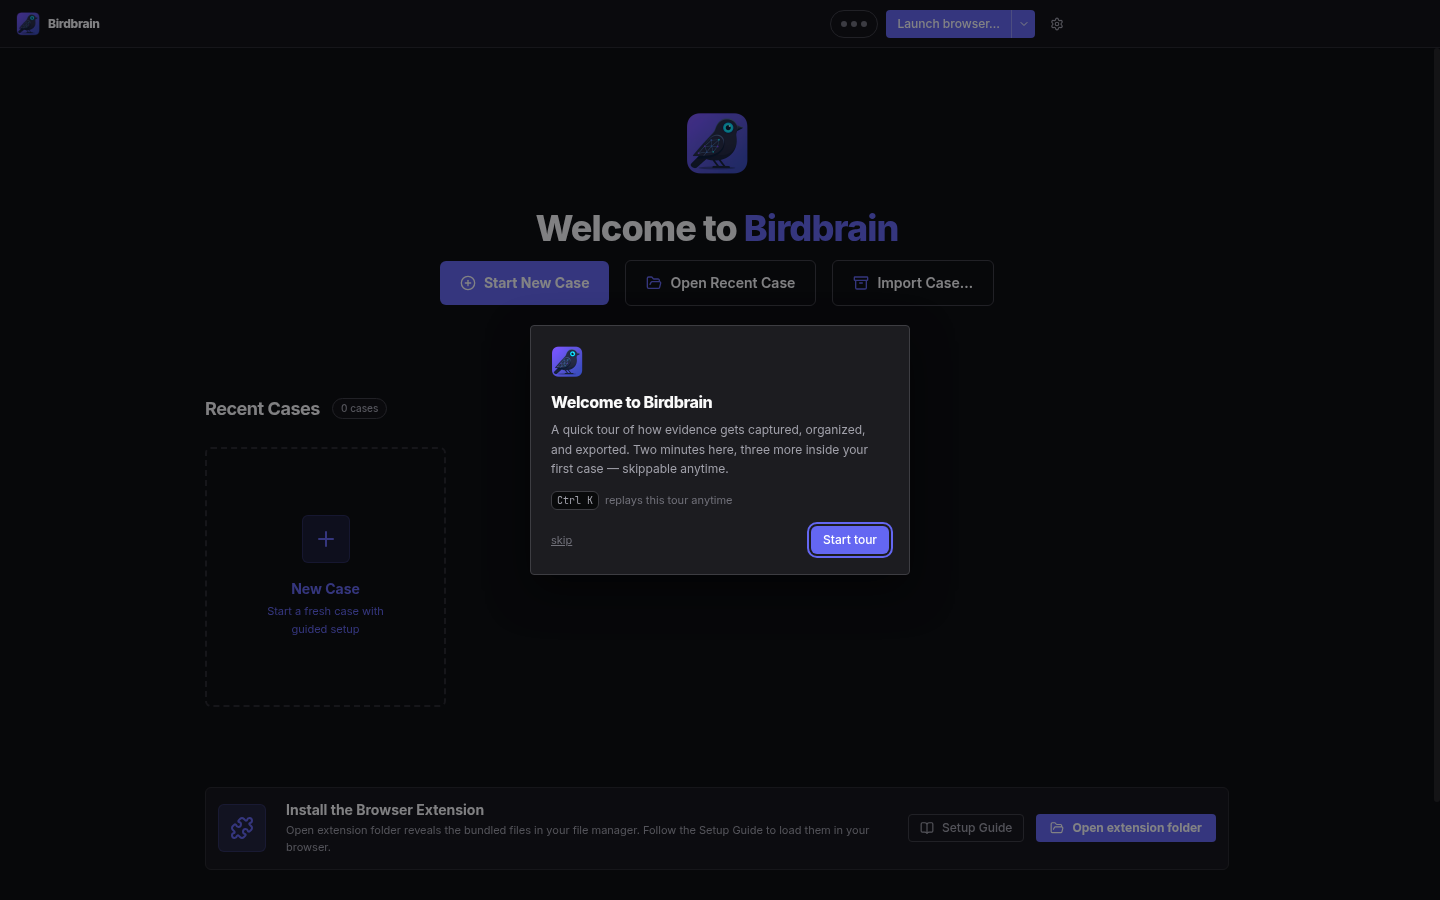 Birdbrain
Launch browser...
Welcome to Birdbrain
Start New Case
Open Recent Case
Import Case...
Welcome to Birdbrain
A quick tour of how evidence gets captured, organized,
and exported. Two minutes here, three more inside your
first case — skippable anytime.
Ctrl K replays this tour anytime
skip
Start tour
Recent Cases
0 cases
New Case
Start a fresh case with
guided setup
Install the Browser Extension
Open extension folder reveals the bundled files in your file manager. Follow the Setup Guide to load them in your
browser.
Setup Guide
Open extension folder